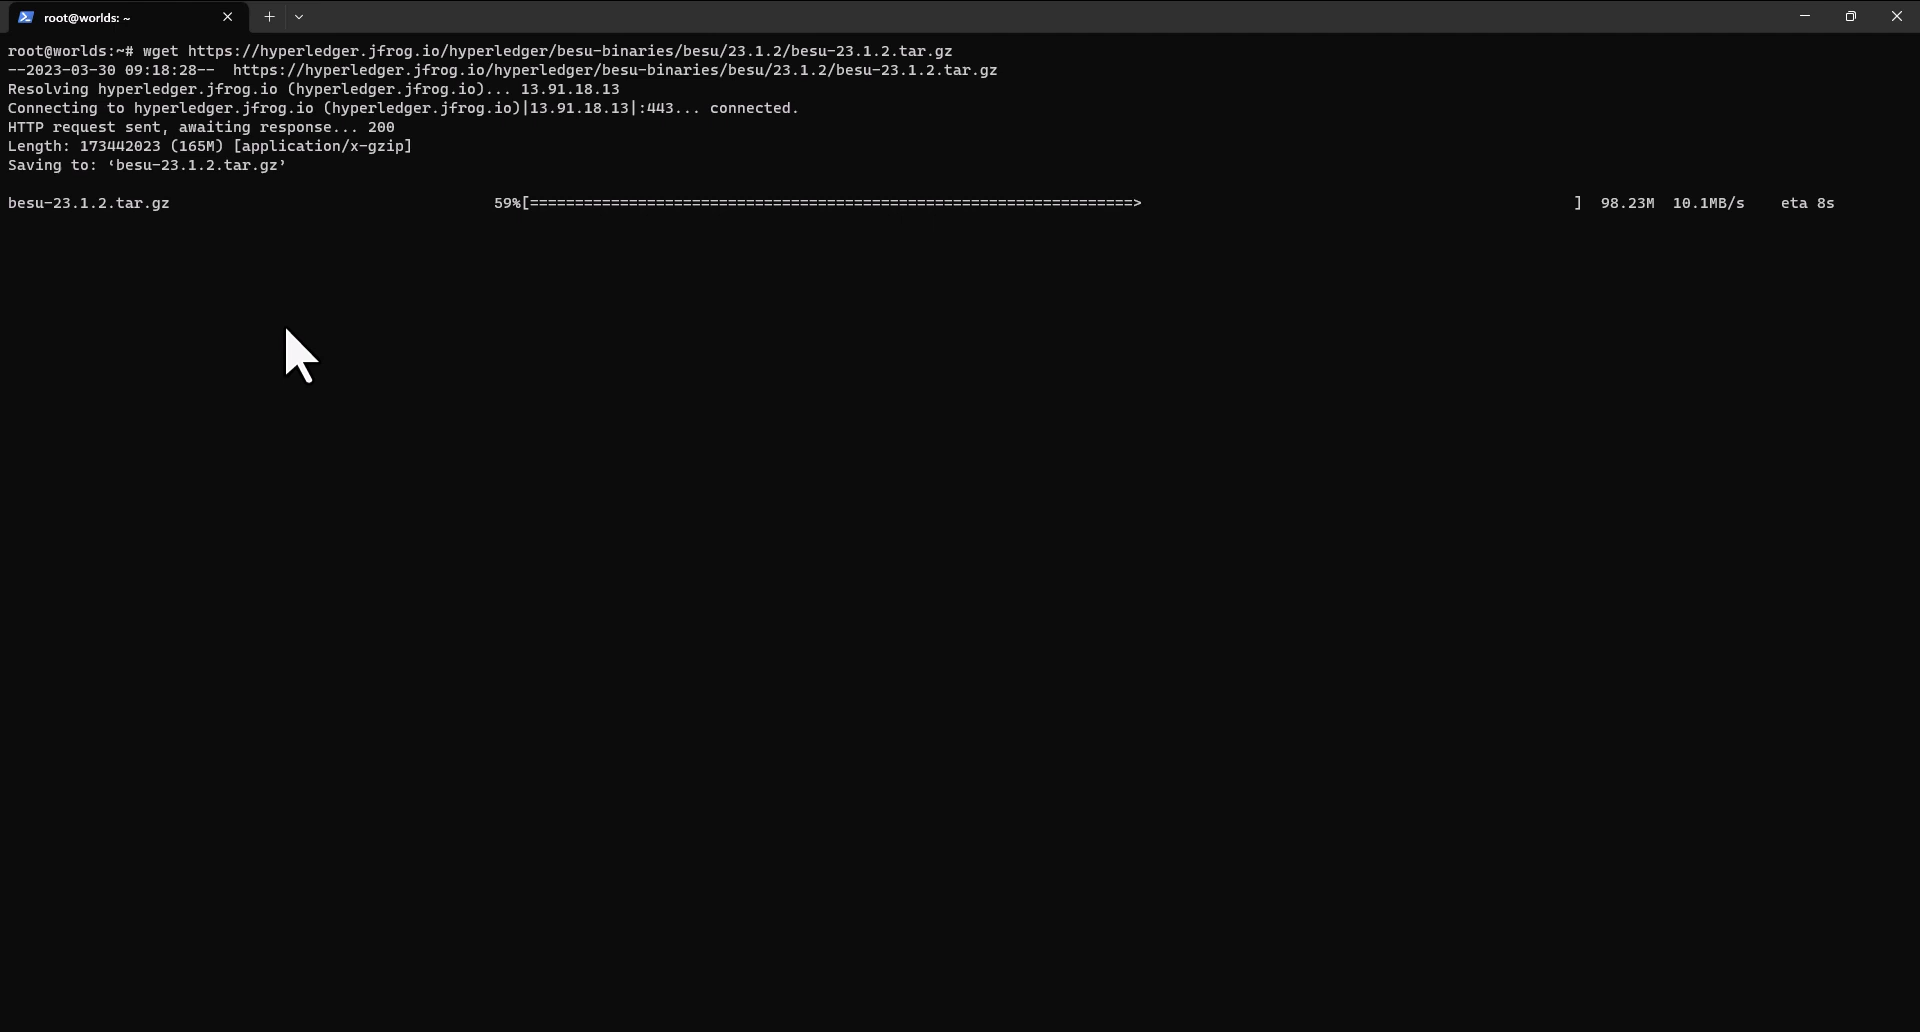 root@worlds: ~
root@worlds:~# wget https://hyperledger.jfrog.io/hyperledger/besu-binaries/besu/23.1.2/besu-23.1.2.tar.gz
--2023-03-30 09:18:28--  https://hyperledger.jfrog.io/hyperledger/besu-binaries/besu/23.1.2/besu-23.1.2.tar.gz
Resolving hyperledger.jfrog.io (hyperledger.jfrog.io)... 13.91.18.13
Connecting to hyperledger.jfrog.io (hyperledger.jfrog.io)|13.91.18.13|:443... connected.
HTTP request sent, awaiting response... 200
Length: 173442023 (165M) [application/x-gzip]
Saving to: ‘besu-23.1.2.tar.gz’
besu-23.1.2.tar.gz 59%[===================================================================> ] 98.23M 10.1MB/s eta 8s